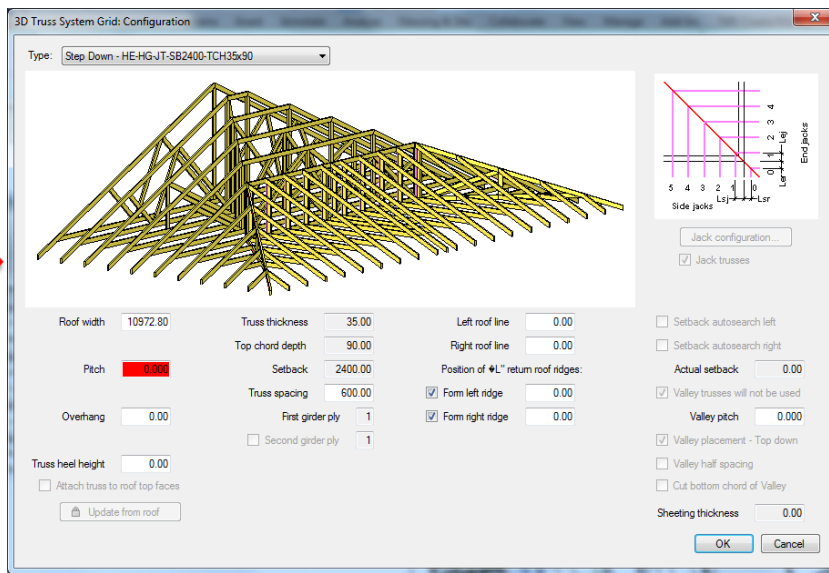 3D Truss System Grid: Configuration
Type: Step Down - HE-HG-JT-SB2400-TCH35x90
4
3
2
1
0
Lej
Ler
End jacks
5 4 3 2 1 0
Lsj Lsr
Side jacks
Jack configuration...
Jack trusses
Roof width 10972.80 Truss thickness 35.00 Left roof line 0.00 Setback autosearch left
Top chord depth 90.00 Right roof line 0.00 Setback autosearch right
Pitch 0.000 Setback 2400.00 Position of �L" return roof ridges: Actual setback 0.00
Truss spacing 600.00 Form left ridge 0.00 Valley trusses will not be used
Overhang 0.00 First girder ply 1 Form right ridge 0.00 Valley pitch 0.000
Second girder ply 1 Valley placement - Top down
Truss heel height 0.00 Valley half spacing
Attach truss to roof top faces Cut bottom chord of Valley
Update from roof Sheeting thickness 0.00
OK Cancel